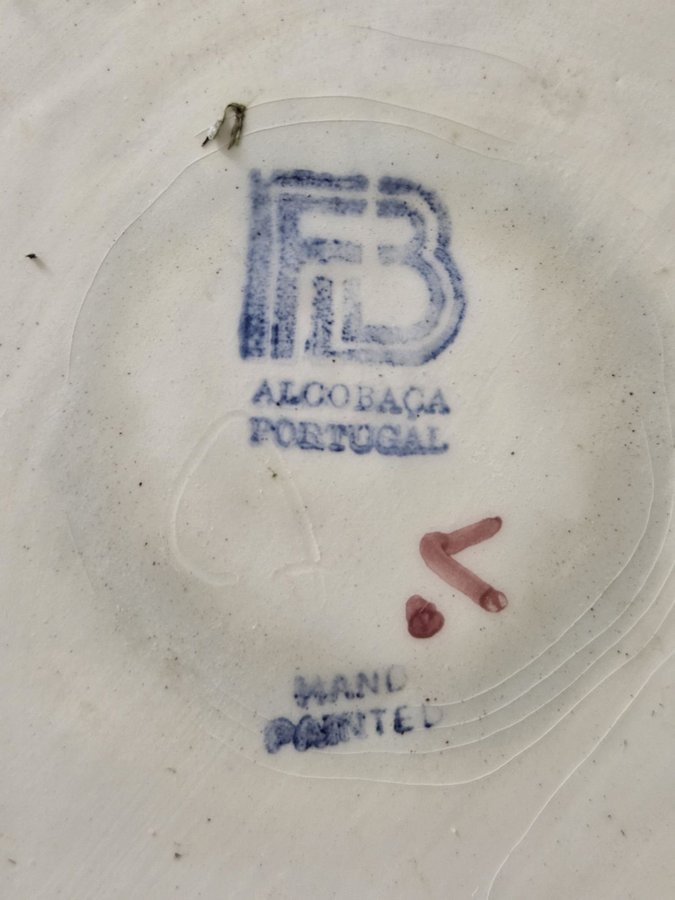 FB
ALCOBAÇA
PORTUGAL
HAND
PAINTED